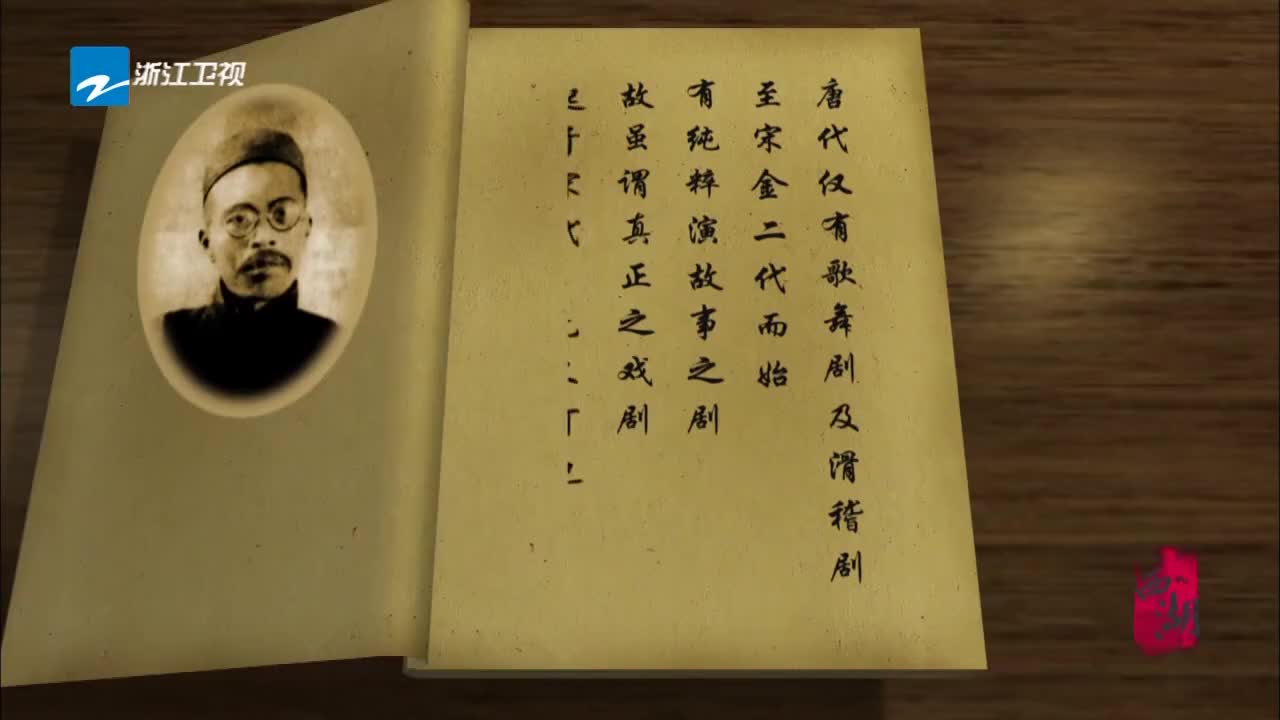 浙江卫视
唐代仅有歌舞剧及滑稽剧
至宋金二代而始
有纯粹演故事之剧
故虽谓真正之戏剧
西湖